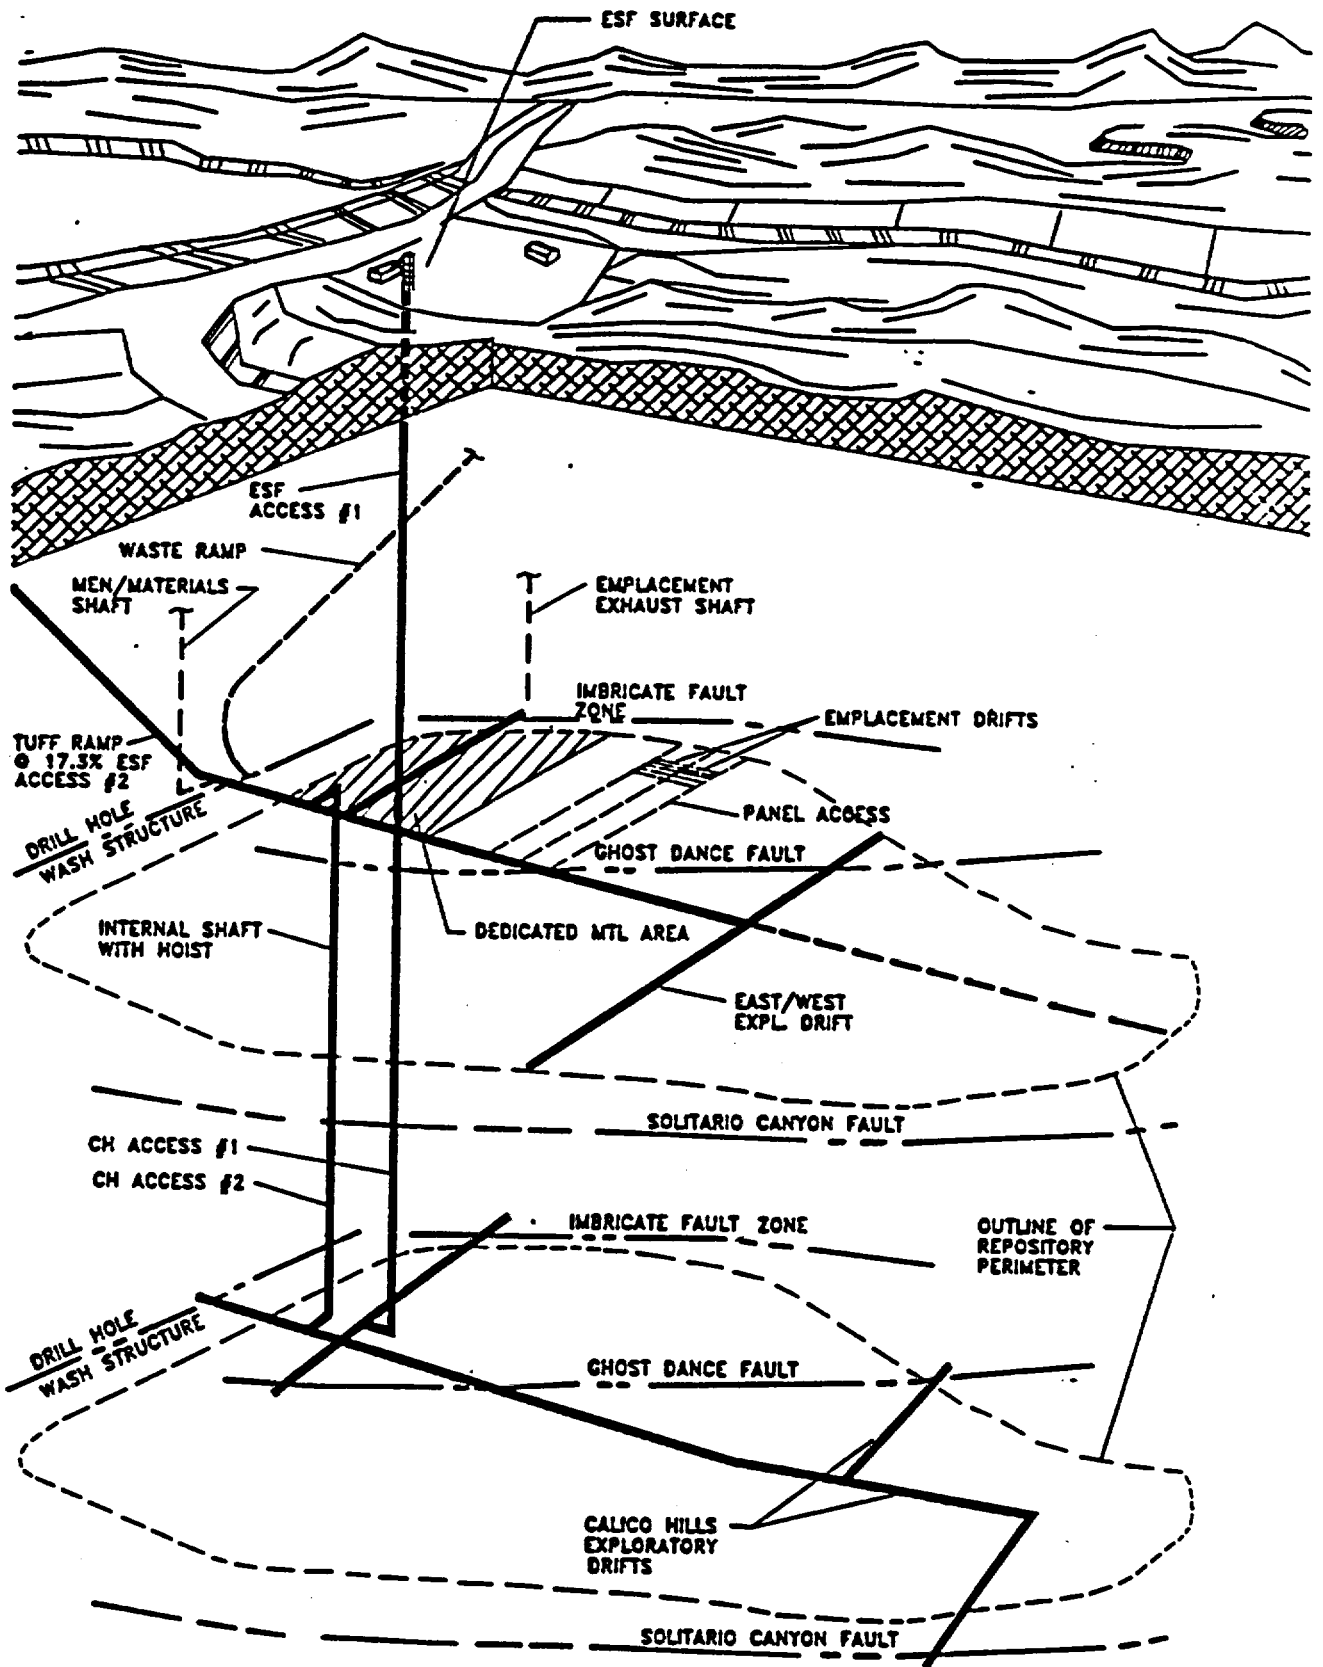 ESF SURFACE
ESF
ACCESS #1
WASTE RAMP
MEN/MATERIALS
SHAFT
EMPLACEMENT
EXHAUST SHAFT
IMBRICATE FAULT
ZONE
EMPLACEMENT DRIFTS
TUFF RAMP
@ 17.3% ESF
ACCESS #2
PANEL ACCESS
DRILL HOLE
WASH STRUCTURE
GHOST DANCE FAULT
INTERNAL SHAFT
WITH HOIST
DEDICATED MTL AREA
EAST/WEST
EXPL. DRIFT
SOLITARIO CANYON FAULT
CH ACCESS #1
CH ACCESS #2
IMBRICATE FAULT ZONE
OUTLINE OF
REPOSITORY
PERIMETER
DRILL HOLE
WASH STRUCTURE
GHOST DANCE FAULT
CALICO HILLS
EXPLORATORY
DRIFTS
SOLITARIO CANYON FAULT